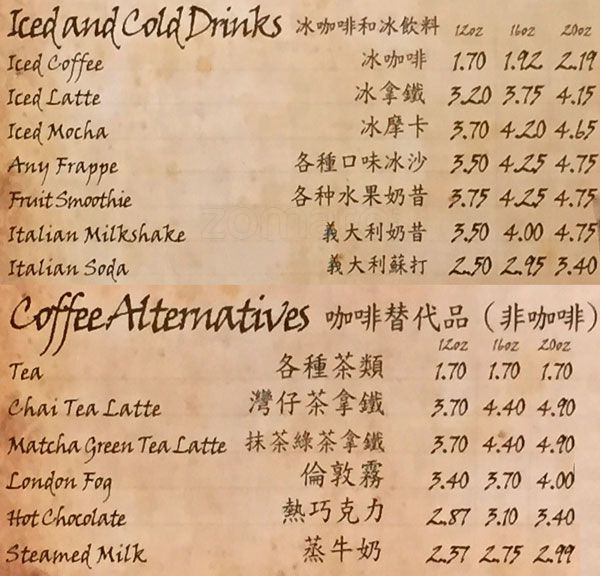 Iced and Cold Drinks 冰咖啡和冰飲料 12oz 16oz 20oz
Iced Coffee 冰咖啡 1.70 1.92 2.19
Iced Latte 冰拿鐵 3.20 3.75 4.15
Iced Mocha 冰摩卡 3.70 4.20 4.65
Any Frappe 各種口味冰沙 3.50 4.25 4.75
Fruit Smoothie 各种水果奶昔 3.75 4.25 4.75
Italian Milkshake 義大利奶昔 3.50 4.00 4.75
Italian Soda 義大利蘇打 2.50 2.95 3.40
Coffee Alternatives 咖啡替代品（非咖啡）
12oz 16oz 20oz
Tea 各種茶類 1.70 1.70 1.70
Chai Tea Latte 灣仔茶拿鐵 3.70 4.40 4.90
Matcha Green Tea Latte 抹茶綠茶拿鐵 3.70 4.40 4.90
London Fog 倫敦霧 3.40 3.70 4.00
Hot Chocolate 熱巧克力 2.87 3.10 3.40
Steamed Milk 蒸牛奶 2.37 2.75 2.99